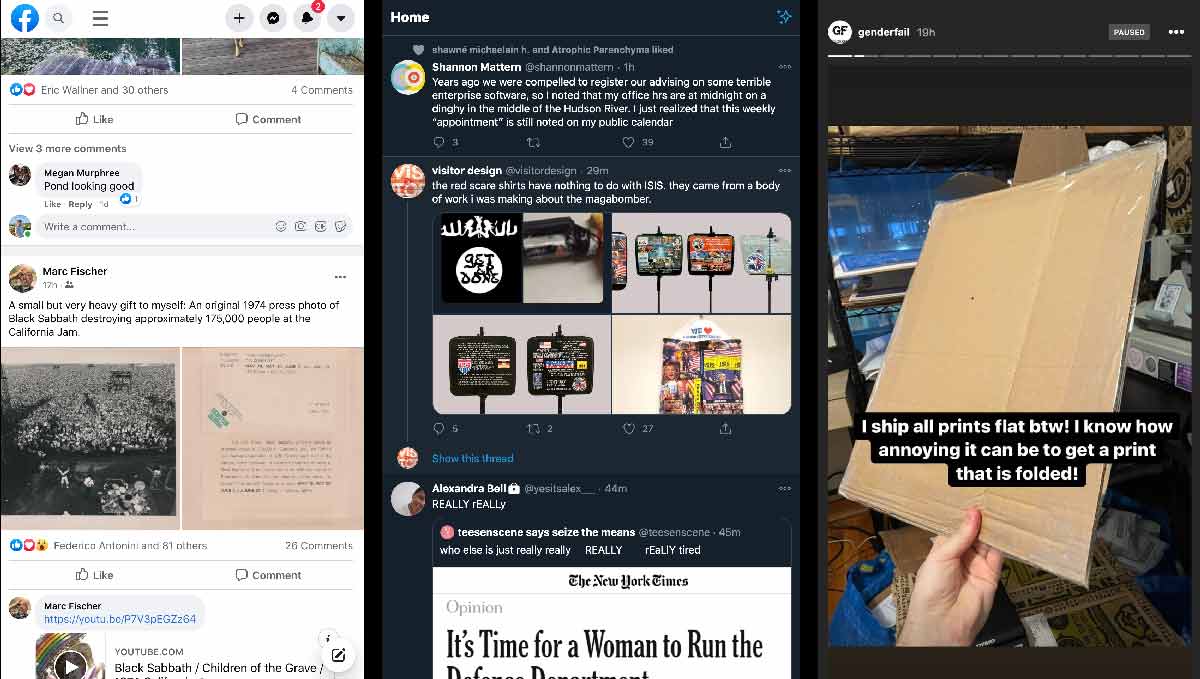 2
Eric Wallner and 30 others
4 Comments
Like
Comment
View 3 more comments
Megan Murphree
Pond looking good
Like · Reply · 1d
1
Write a comment...
GIF
Marc Fischer
17h ·
A small but very heavy gift to myself: An original 1974 press photo of
Black Sabbath destroying approximately 175,000 people at the
California Jam.
Federico Antonini and 81 others
26 Comments
Like
Comment
Marc Fischer
https://youtu.be/P7V3pEGZz64
YOUTUBE.COM
Black Sabbath / Children of the Grave /
Home
shawné michaelain h. and Atrophic Parenchyma liked
Shannon Mattern @shannonmattern · 1h
Years ago we were compelled to register our advising on some terrible
enterprise software, so I noted that my office hrs are at midnight on a
dinghy in the middle of the Hudson River. I just realized that this weekly
"appointment" is still noted on my public calendar
3
39
visitor design @visitordesign · 29m
the red scare shirts have nothing to do with ISIS. they came from a body
of work i was making about the magabomber.
GET
ER
DONE
WE
5
2
27
Show this thread
Alexandra Bell @yesitsalex__ · 44m
REALLY rEALLy
teesenscene says seize the means @teesenscene · 45m
who else is just really really REALLY rEaLlY tired
The New York Times
Opinion
It's Time for a Woman to Run the
Defense Department
GF
genderfail 19h
PAUSED
I ship all prints flat btw! I know how
annoying it can be to get a print
that is folded!